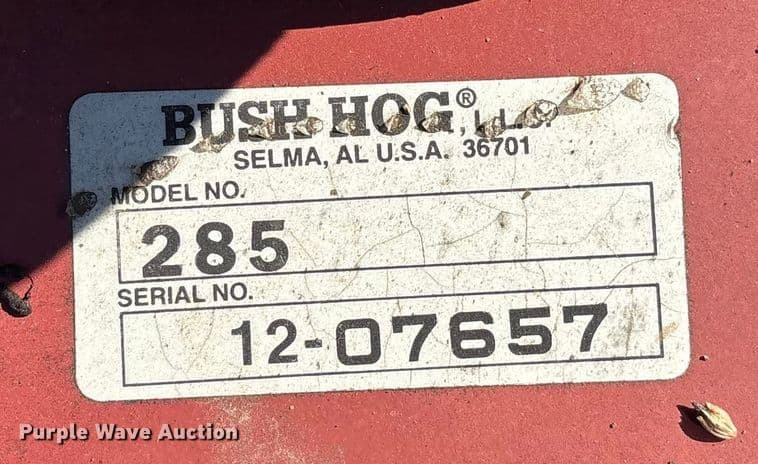 BUSH HOG®, L.L.C.
SELMA, AL U.S.A. 36701
MODEL NO.
285
SERIAL NO.
12-07657
Purple Wave Auction